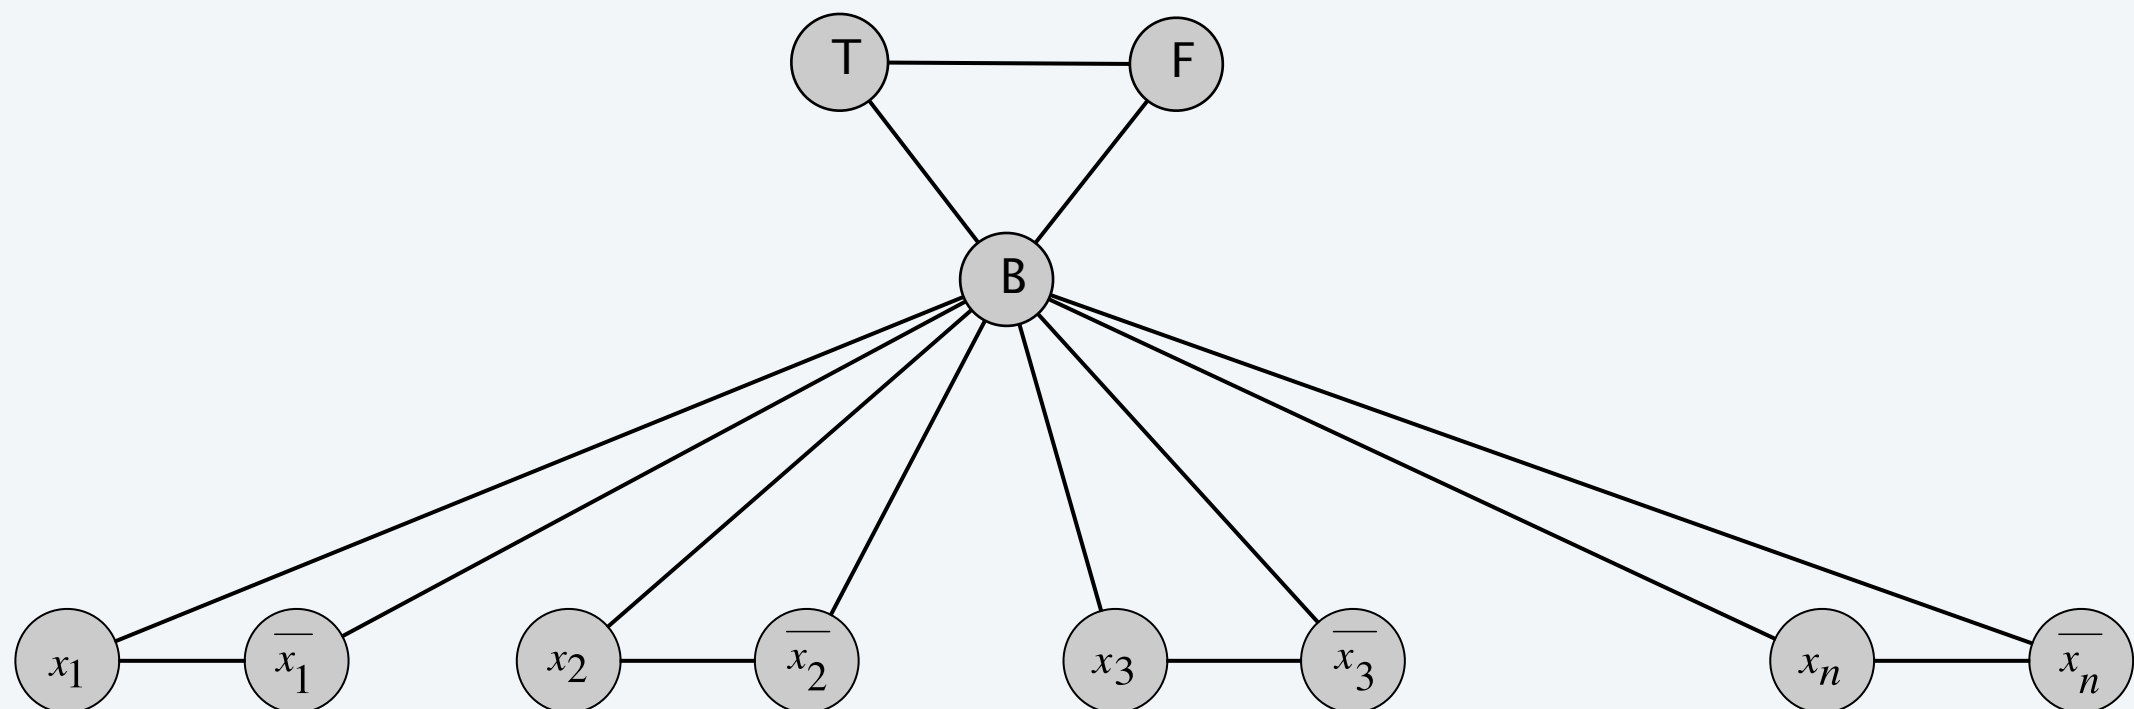 T F
B
x₁ x̅₁ x₂ x̅₂ x₃ x̅₃ xₙ x̅ₙ